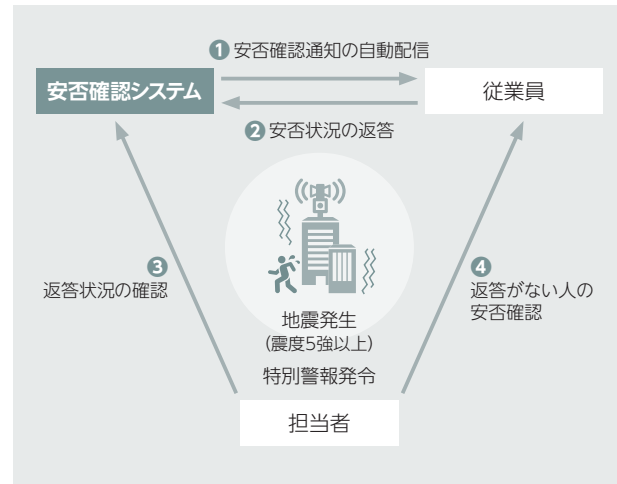 ❶安否確認通知の自動配信
安否確認システム
従業員
❷安否状況の返答
❸
返答状況の確認
❹
返答がない人の
安否確認
地震発生
(震度5強以上)
特別警報発令
担当者